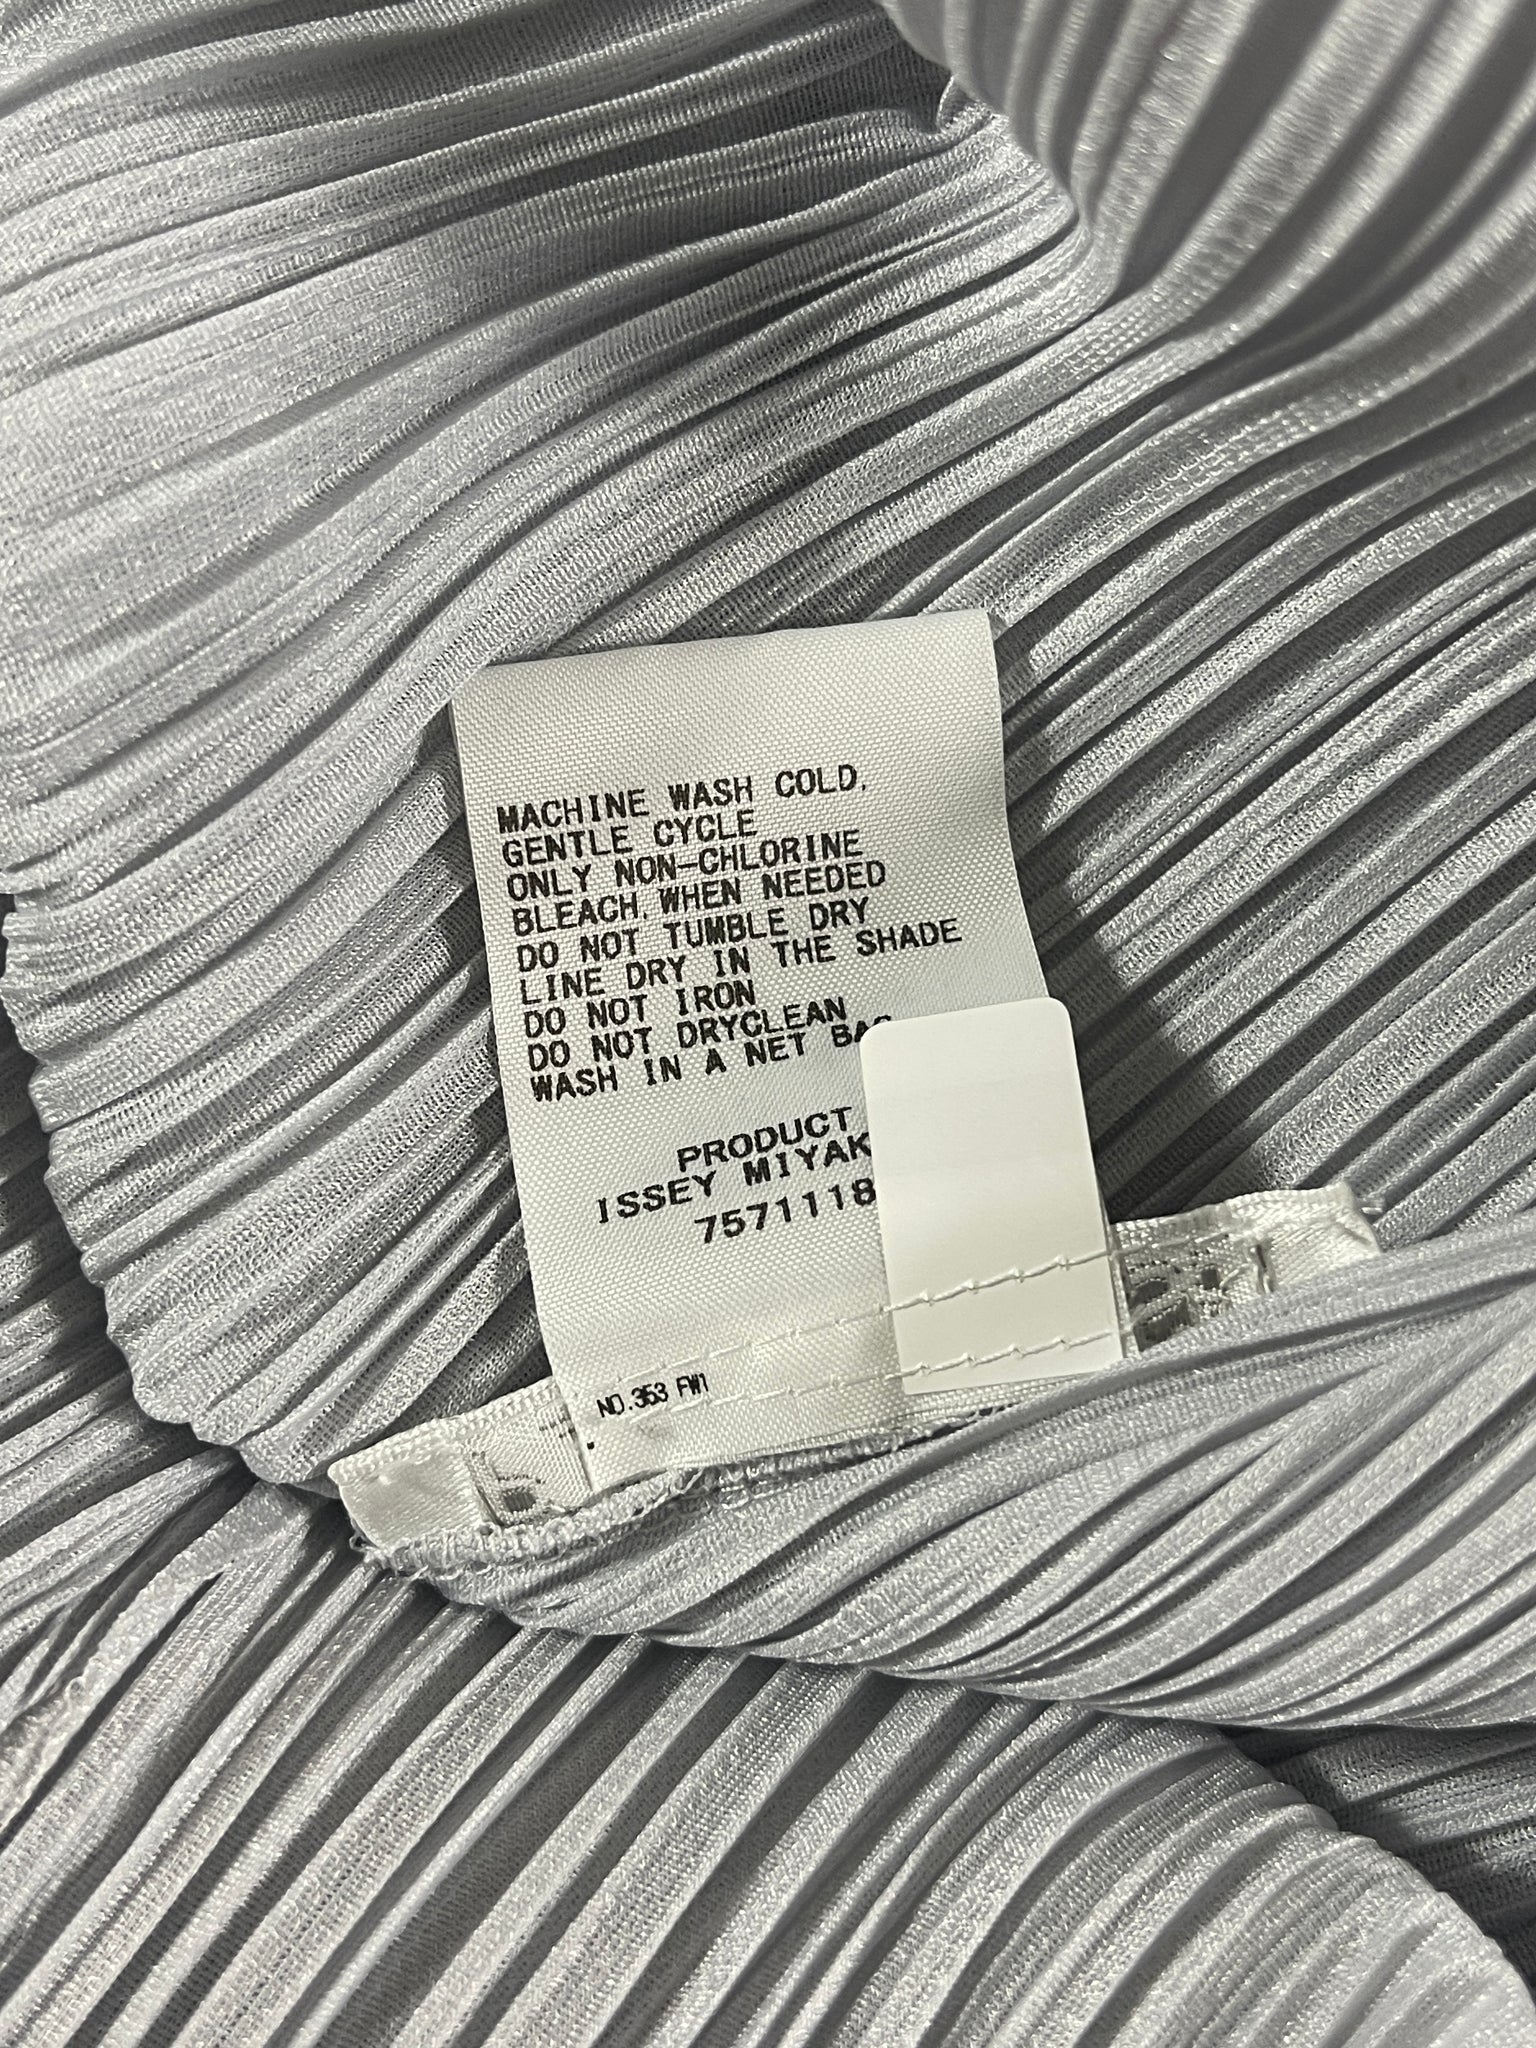 MACHINE WASH COLD,
GENTLE CYCLE
ONLY NON-CHLORINE
BLEACH, WHEN NEEDED
DO NOT TUMBLE DRY
LINE DRY IN THE SHADE
DO NOT IRON
DO NOT DRYCLEAN
WASH IN A NET BAG
PRODUCT
ISSEY MIYAK
7571118
NO.353 FW1